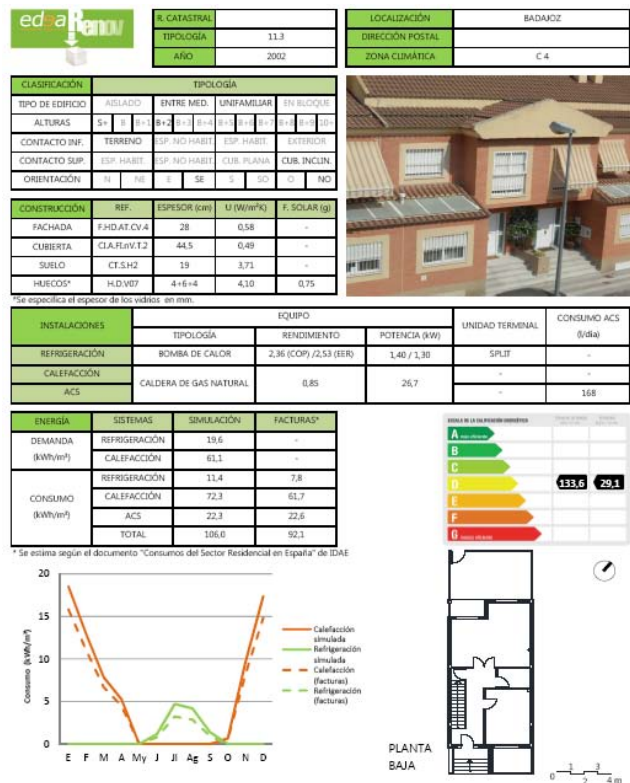 edea Renov
R. CATASTRAL
TIPOLOGÍA 11.3
AÑO 2002
LOCALIZACIÓN BADAJOZ
DIRECCIÓN POSTAL
ZONA CLIMÁTICA C 4
CLASIFICACIÓN TIPOLOGÍA
TIPO DE EDIFICIO AISLADO ENTRE MED. UNIFAMILIAR EN BLOQUE
ALTURAS S+ B B+1 B+2 B+3 B+4 B+5 B+6 B+7 B+8 B+9 10+
CONTACTO INF. TERRENO ESP. NO HABIT. ESP. HABIT. EXTERIOR
CONTACTO SUP. ESP. HABIT. ESP. NO HABIT. CUB. PLANA CUB. INCLIN.
ORIENTACIÓN N NE E SE S SO O NO
CONSTRUCCIÓN REF. ESPESOR (cm) U (W/m²K) F. SOLAR (g)
FACHADA F.HD.AT.CV.4 28 0,58 -
CUBIERTA CI.A.FI.nV.T.2 44,5 0,49 -
SUELO CT.S.H2 19 3,71 -
HUECOS* H.D.V07 4+6+4 4,10 0,75
*Se especifica el espesor de los vidrios en mm.
INSTALACIONES EQUIPO UNIDAD TERMINAL CONSUMO ACS (l/día)
TIPOLOGÍA RENDIMIENTO POTENCIA (kW)
REFRIGERACIÓN BOMBA DE CALOR 2,36 (COP) /2,53 (EER) 1,40 / 1,30 SPLIT -
CALEFACCIÓN CALDERA DE GAS NATURAL 0,85 26,7 - -
ACS - 168
ENERGÍA SISTEMAS SIMULACIÓN FACTURAS*
DEMANDA (kWh/m²) REFRIGERACIÓN 19,6 -
CALEFACCIÓN 61,1 -
CONSUMO (kWh/m²) REFRIGERACIÓN 11,4 7,8
CALEFACCIÓN 72,3 61,7
ACS 22,3 22,6
TOTAL 106,0 92,1
* Se estima según el documento "Consumos del Sector Residencial en España" de IDAE
ESCALA DE LA CALIFICACIÓN ENERGÉTICA
A
B
C
D 133,6 29,1
E
F
G
Consumo (kWh/m²)
20
15
10
5
0
E F M A My J Jl Ag S O N D
Calefacción simulada
Refrigeración simulada
Calefacción (facturas)
Refrigeración (facturas)
PLANTA
BAJA
0 1 2 3 4 m